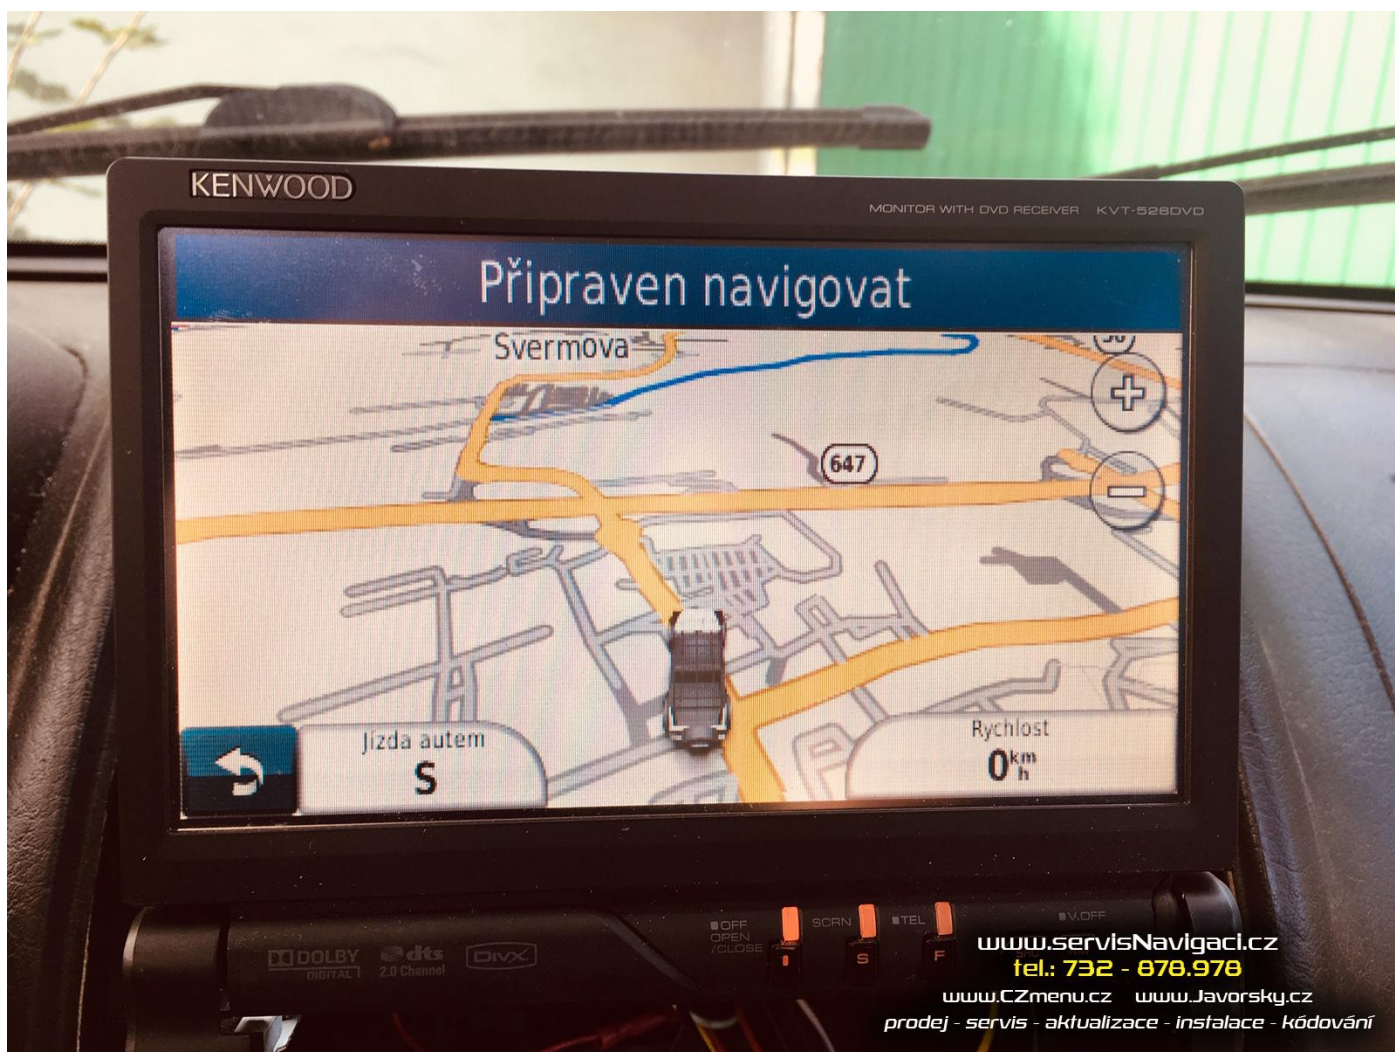 KENWOOD
MONITOR WITH DVD RECEIVER KVT-526DVD
Připraven navigovat
Svermova
647
Jízda autem
S
Rychlost
0 km h
OFF
OPEN
/CLOSE
SCRN
TEL
V.OFF
I
S
F
DOLBY
DIGITAL
dts
2.0 Channel
DIVX
www.servisNavigaci.cz
tel.: 732 - 878.978
www.CZmenu.cz www.Javorsky.cz
prodej - servis - aktualizace - instalace - kódování